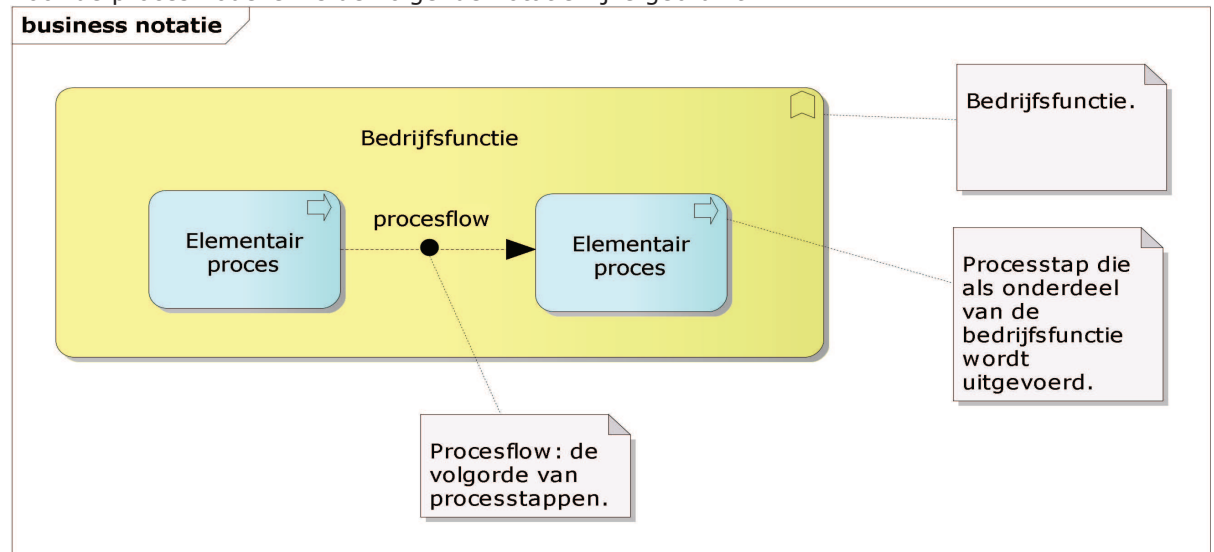 business notatie
Bedrijfsfunctie.
Bedrijfsfunctie
procesflow
Elementair
proces
Elementair
proces
Processtap die
als onderdeel
van de
bedrijfsfunctie
wordt
uitgevoerd.
Procesflow: de
volgorde van
processtappen.